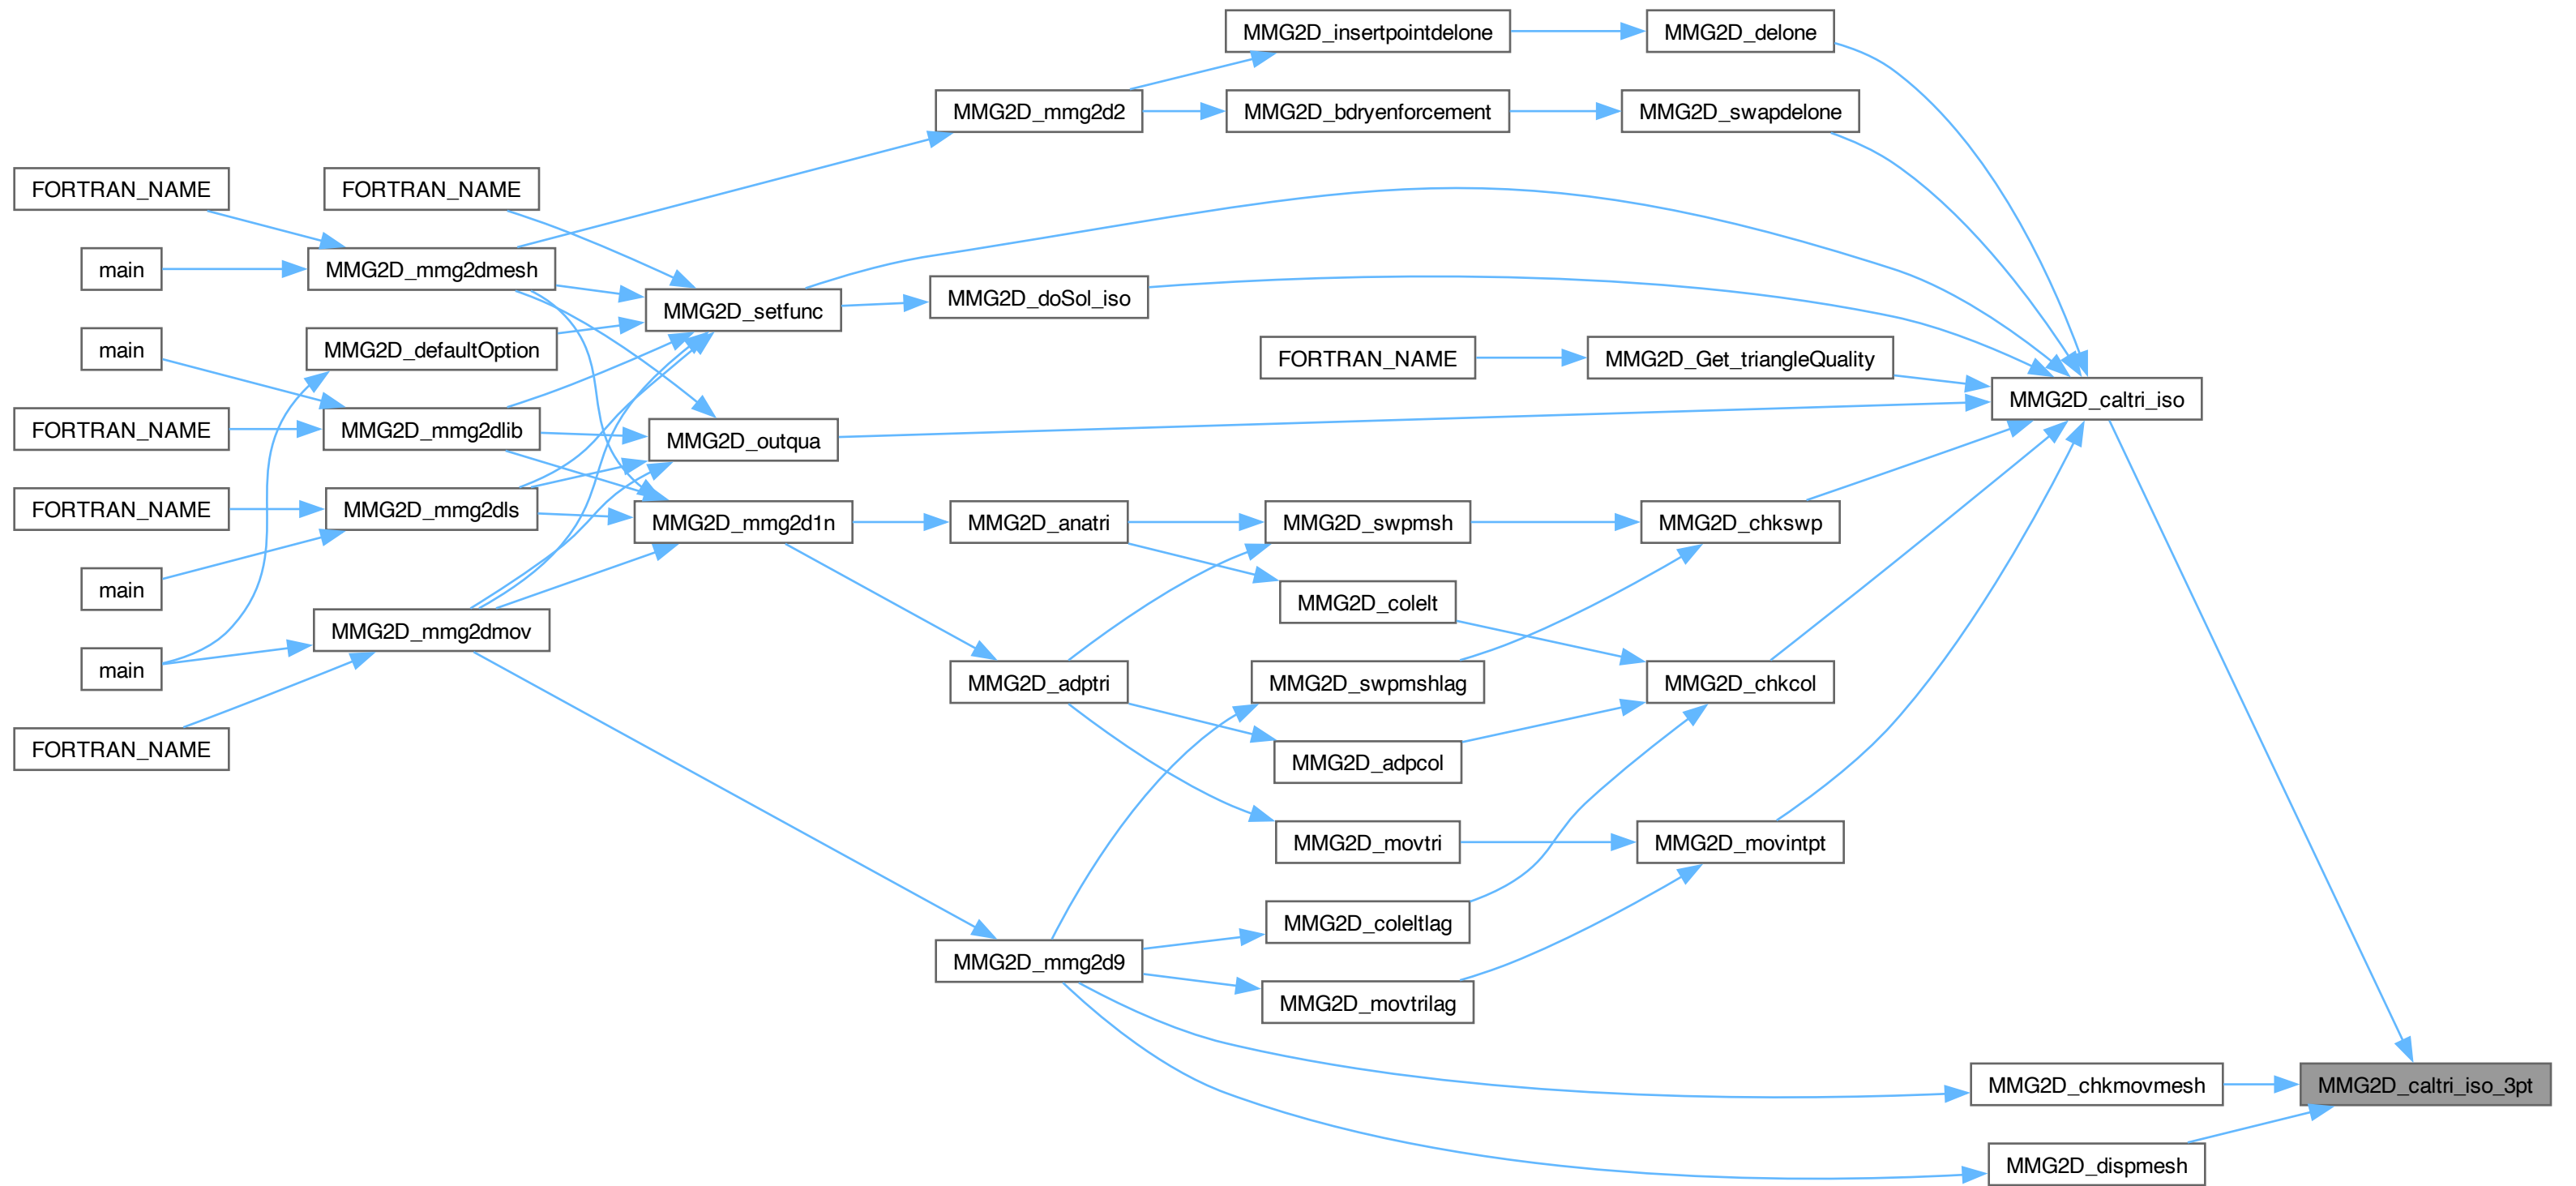 MMG2D_insertpointdelone
MMG2D_delone
MMG2D_mmg2d2
MMG2D_bdryenforcement
MMG2D_swapdelone
FORTRAN_NAME
FORTRAN_NAME
main
MMG2D_mmg2dmesh
MMG2D_setfunc
MMG2D_doSol_iso
main
MMG2D_defaultOption
FORTRAN_NAME
MMG2D_Get_triangleQuality
MMG2D_caltri_iso
FORTRAN_NAME
MMG2D_mmg2dlib
MMG2D_outqua
FORTRAN_NAME
MMG2D_mmg2dls
MMG2D_mmg2d1n
MMG2D_anatri
MMG2D_swpmsh
MMG2D_chkswp
main
MMG2D_colelt
MMG2D_mmg2dmov
main
MMG2D_adptri
MMG2D_swpmshlag
MMG2D_chkcol
FORTRAN_NAME
MMG2D_adpcol
MMG2D_movtri
MMG2D_movintpt
MMG2D_coleltlag
MMG2D_mmg2d9
MMG2D_movtrilag
MMG2D_chkmovmesh
MMG2D_caltri_iso_3pt
MMG2D_dispmesh